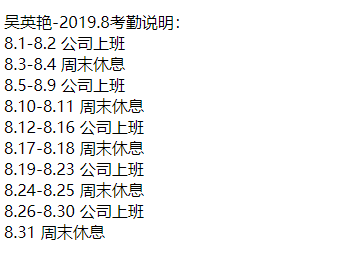 吴英艳-2019.8考勤说明：
8.1-8.2 公司上班
8.3-8.4 周末休息
8.5-8.9 公司上班
8.10-8.11 周末休息
8.12-8.16 公司上班
8.17-8.18 周末休息
8.19-8.23 公司上班
8.24-8.25 周末休息
8.26-8.30 公司上班
8.31 周末休息